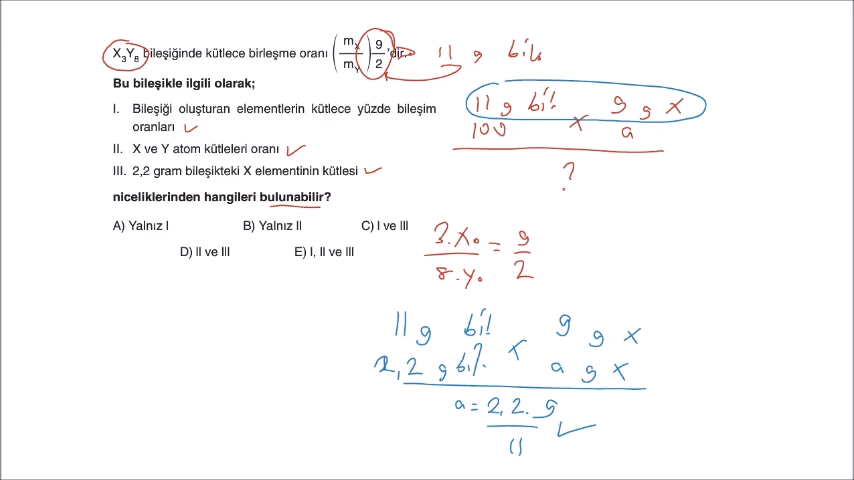 X₃Y₈ bileşiğinde kütlece birleşme oranı (mₓ/mᵧ) 9/2 'dir. 11 g bil.
Bu bileşikle ilgili olarak;
I. Bileşiği oluşturan elementlerin kütlece yüzde bileşim
oranları ✓
II. X ve Y atom kütleleri oranı ✓
III. 2,2 gram bileşikteki X elementinin kütlesi ✓
niceliklerinden hangileri bulunabilir?
A) Yalnız I B) Yalnız II C) I ve III
D) II ve III E) I, II ve III
11 g bil 9 g X
100 x a
?
3.X₀/8.Y₀ = 9/2
11 g bil 9 g X
2,2 g bil. x a g X
a = 2,2.9/11 ✓